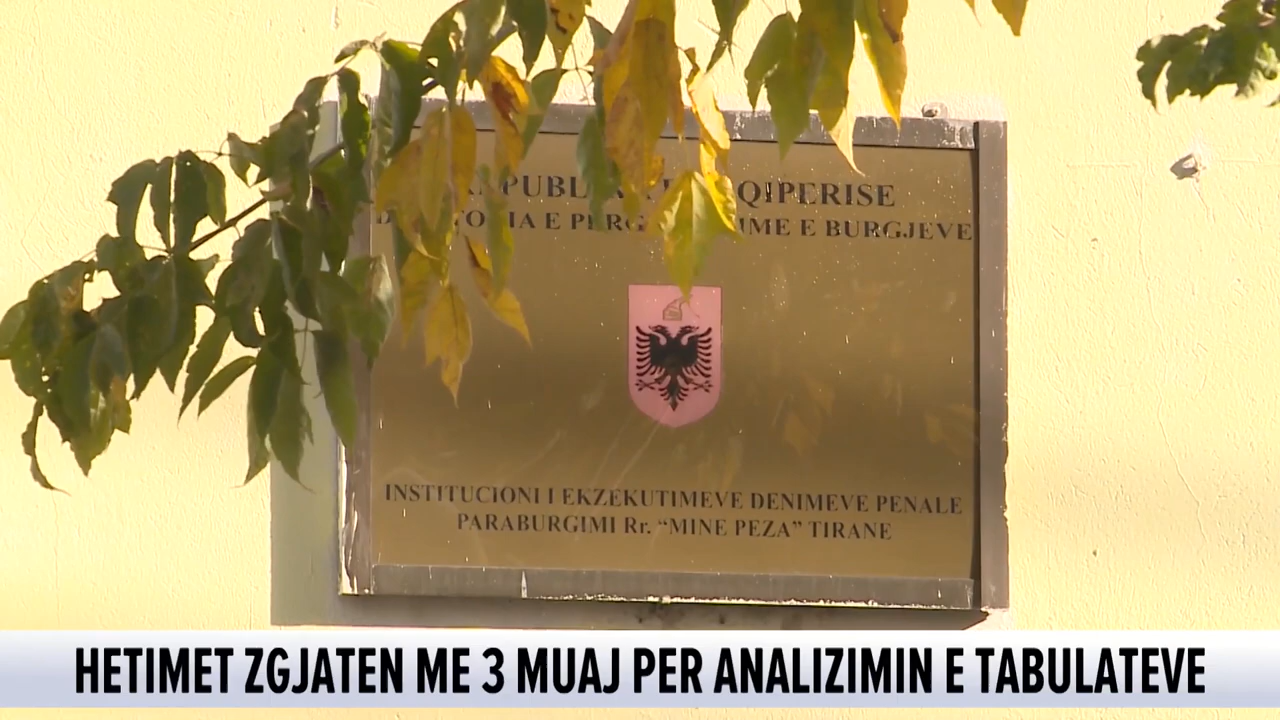 QIPERISE
E BURGJEVE
INSTITUCIONI I EKZEKUTIMEVE DENIMEVE PENALE
PARABURGIMI Rr. “MINE PEZA” TIRANE
HETIMET ZGJATEN ME 3 MUAJ PER ANALIZIMIN E TABULATEVE